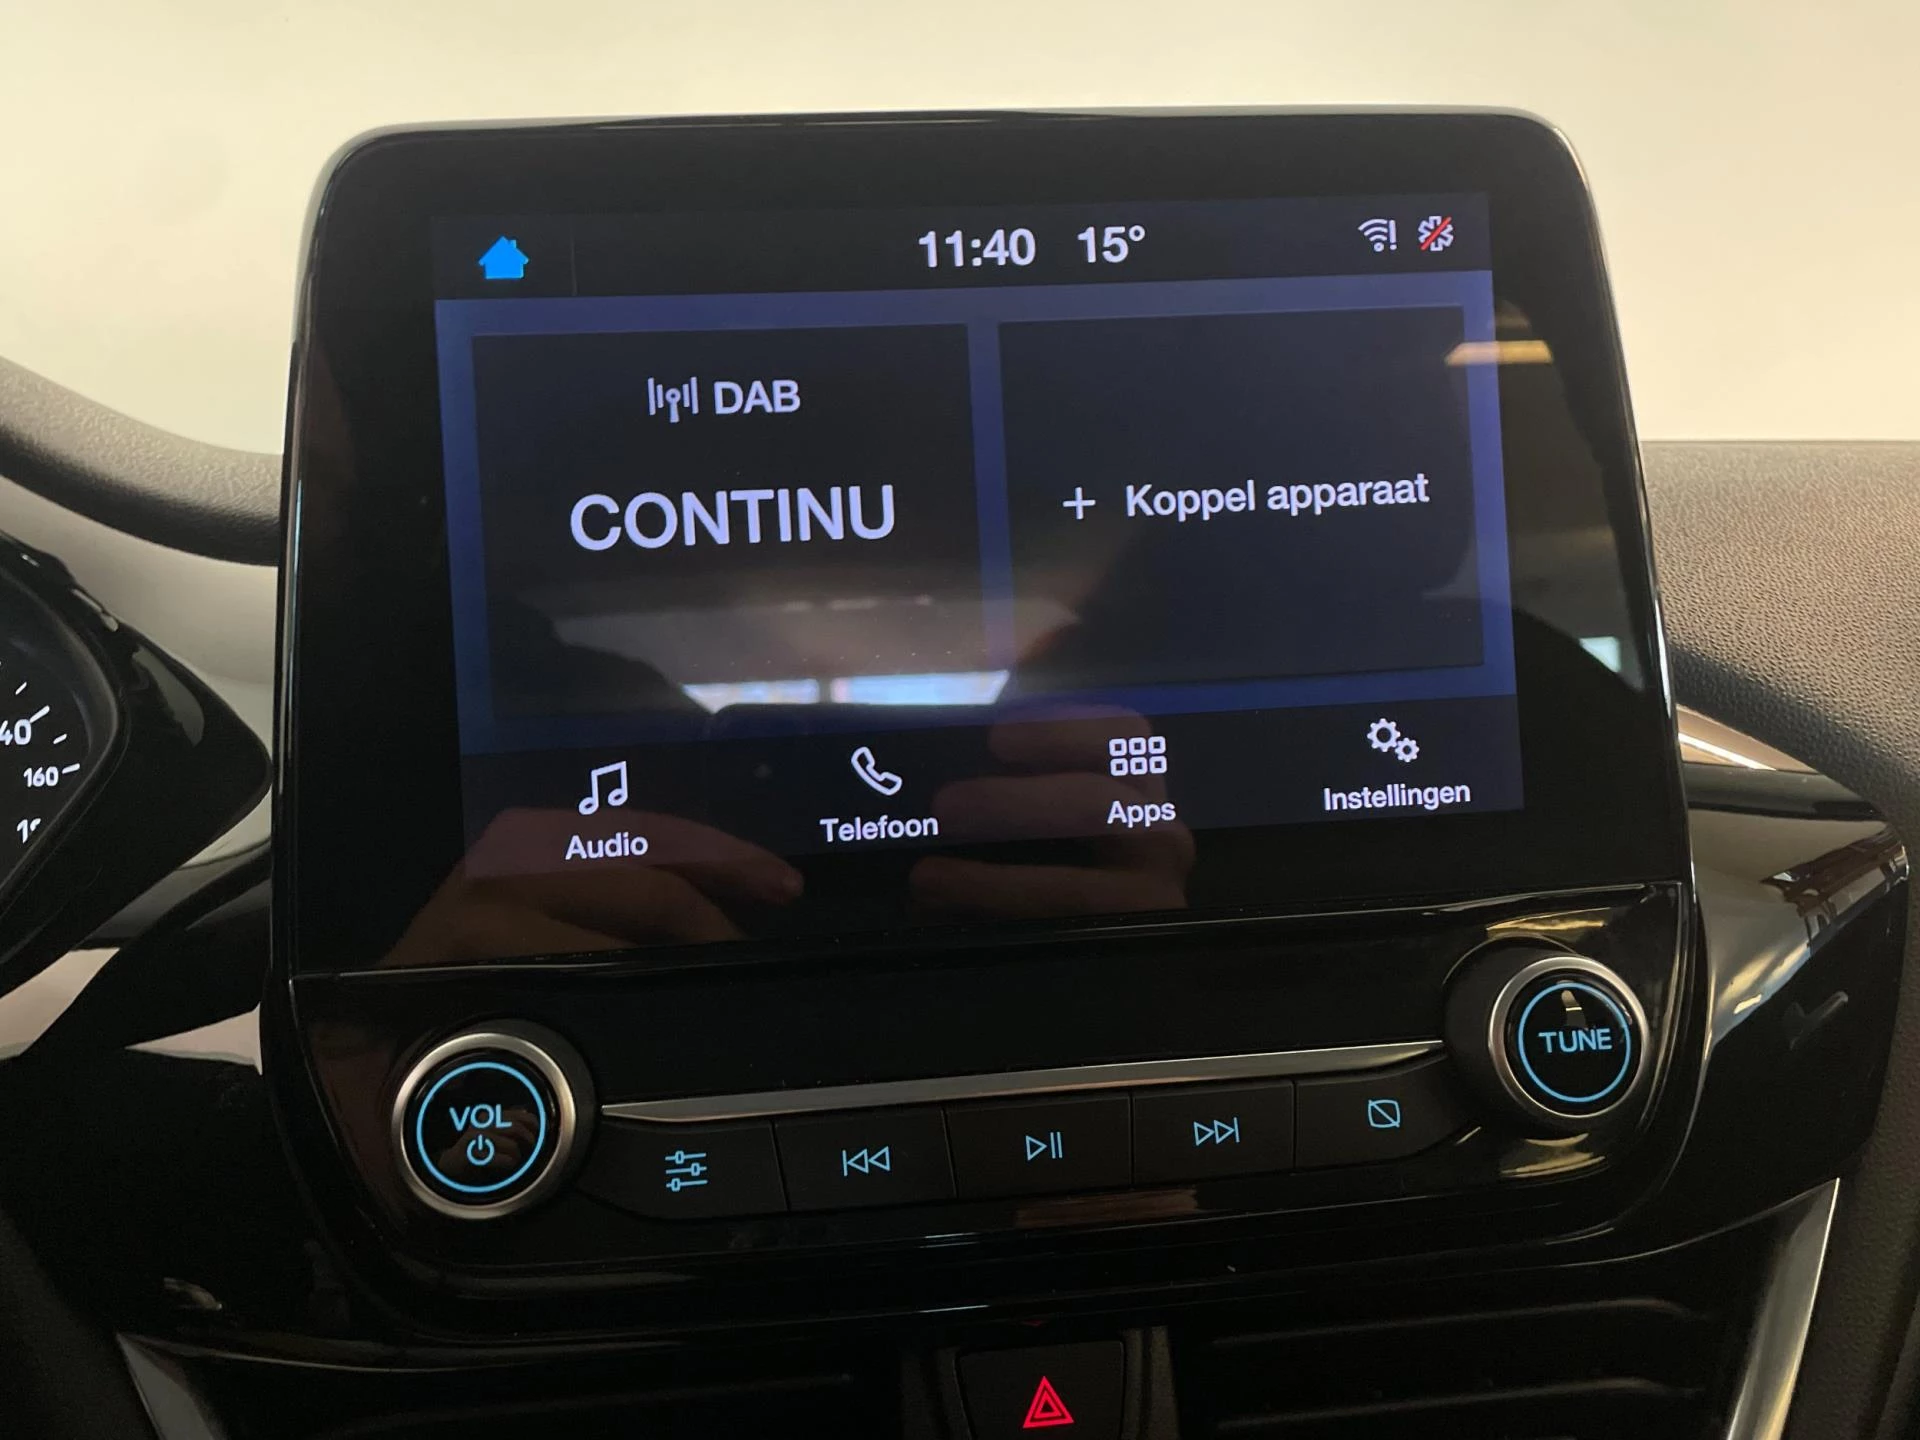 11:40 15°
DAB
CONTINU
+ Koppel apparaat
Audio
Telefoon
Apps
Instellingen
VOL
TUNE
160